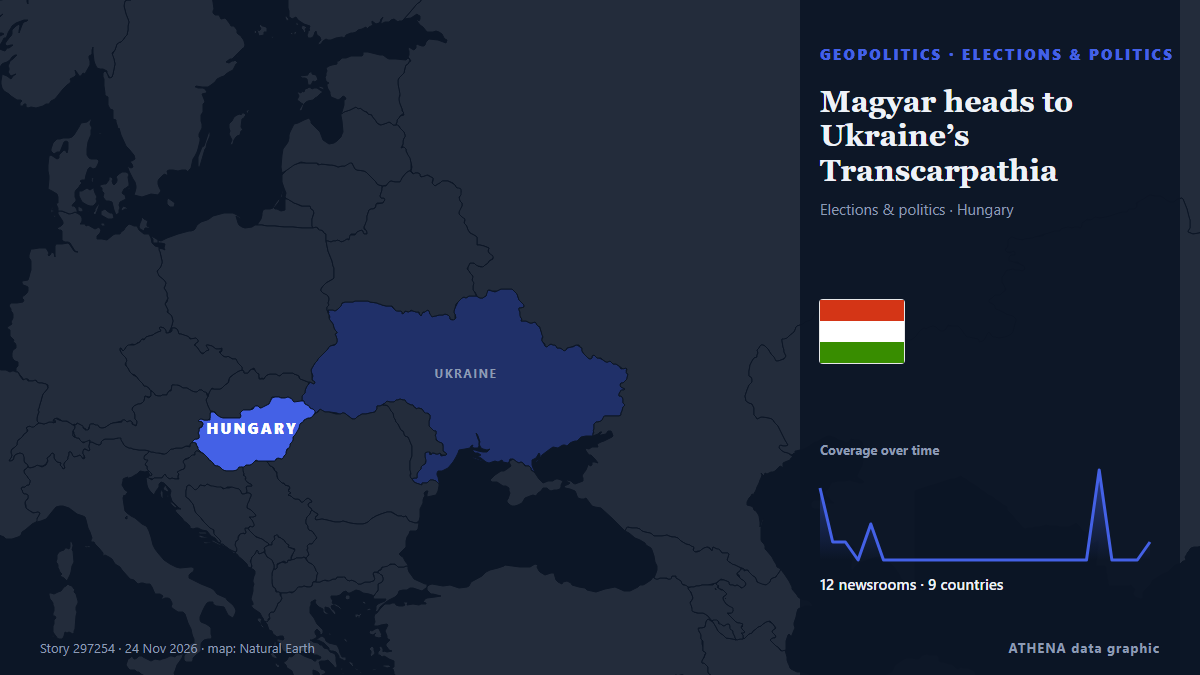 GEOPOLITICS · ELECTIONS & POLITICS
Magyar heads to
Ukraine’s
Transcarpathia
Elections & politics · Hungary
UKRAINE
HUNGARY
Coverage over time
12 newsrooms · 9 countries
Story 297254 · 24 Nov 2026 · map: Natural Earth
ATHENA data graphic